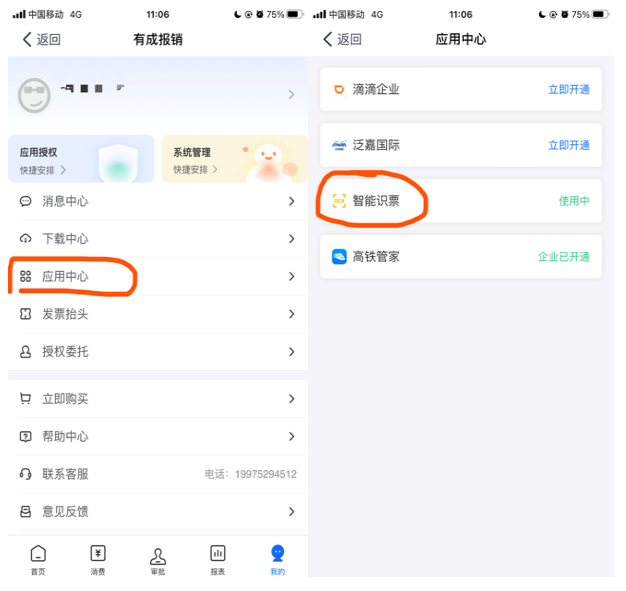 中国移动 4G 11:06 75%
返回 有成报销
应用授权
快捷安排
系统管理
快捷安排
消息中心
下载中心
应用中心
发票抬头
授权委托
立即购买
帮助中心
联系客服 电话：19975294512
意见反馈
首页 消费 审批 报表 我的
中国移动 4G 11:06 75%
返回 应用中心
滴滴企业 立即开通
泛嘉国际 立即开通
OCR 智能识票 使用中
高铁管家 企业已开通